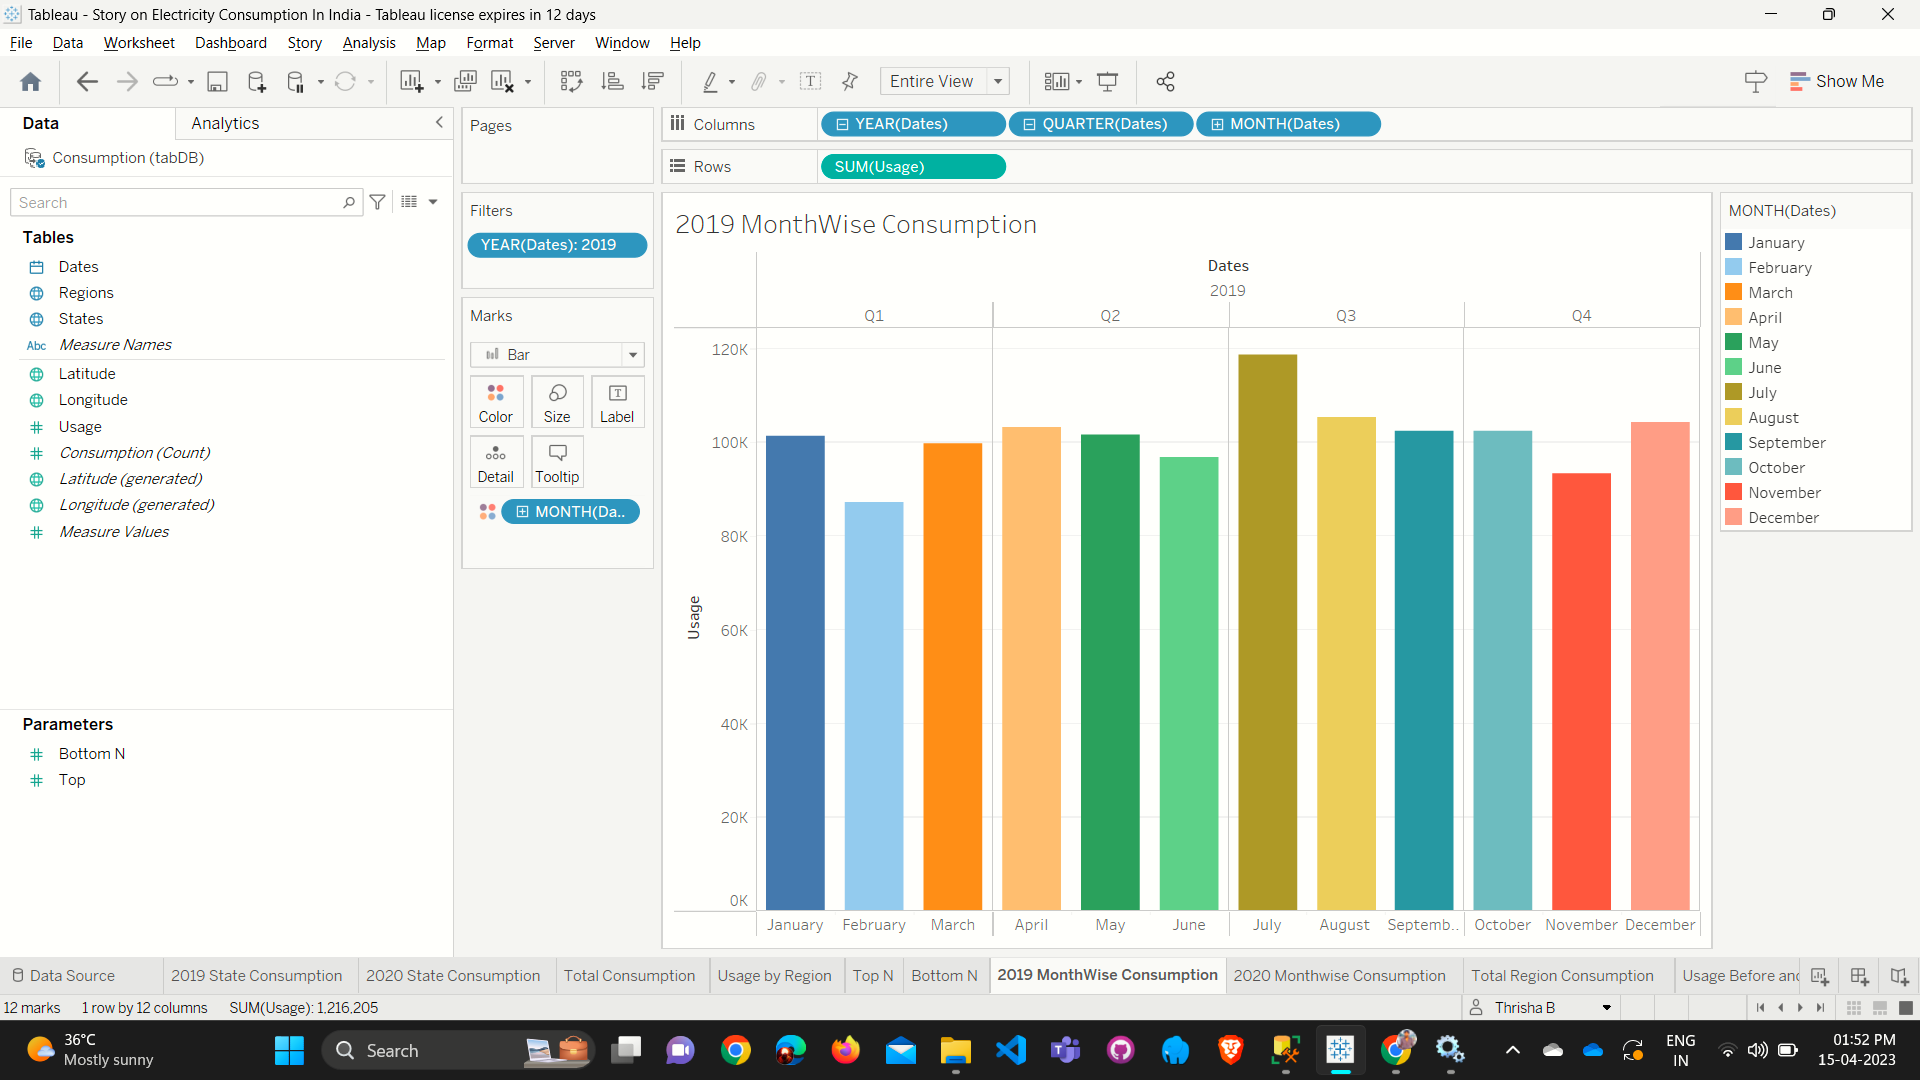 Tableau - Story on Electricity Consumption In India - Tableau license expires in 12 days
File Data Worksheet Dashboard Story Analysis Map Format Server Window Help
Entire View
Show Me
Data Analytics
Consumption (tabDB)
Search
Tables
Dates
Regions
States
Abc Measure Names
Latitude
Longitude
Usage
Consumption (Count)
Latitude (generated)
Longitude (generated)
Measure Values
Parameters
Bottom N
Top
Pages
Filters
YEAR(Dates): 2019
Marks
Bar
Color Size Label
Detail Tooltip
MONTH(Da..
Columns YEAR(Dates) QUARTER(Dates) MONTH(Dates)
Rows SUM(Usage)
2019 MonthWise Consumption
Dates
2019
Q1 Q2 Q3 Q4
120K
100K
80K
60K
40K
20K
0K
Usage
January February March April May June July August Septemb.. October November December
MONTH(Dates)
January
February
March
April
May
June
July
August
September
October
November
December
Data Source 2019 State Consumption 2020 State Consumption Total Consumption Usage by Region Top N Bottom N 2019 MonthWise Consumption 2020 Monthwise Consumption Total Region Consumption Usage Before and
12 marks 1 row by 12 columns SUM(Usage): 1,216,205 Thrisha B
36°C
Mostly sunny
Search
ENG
IN
01:52 PM
15-04-2023